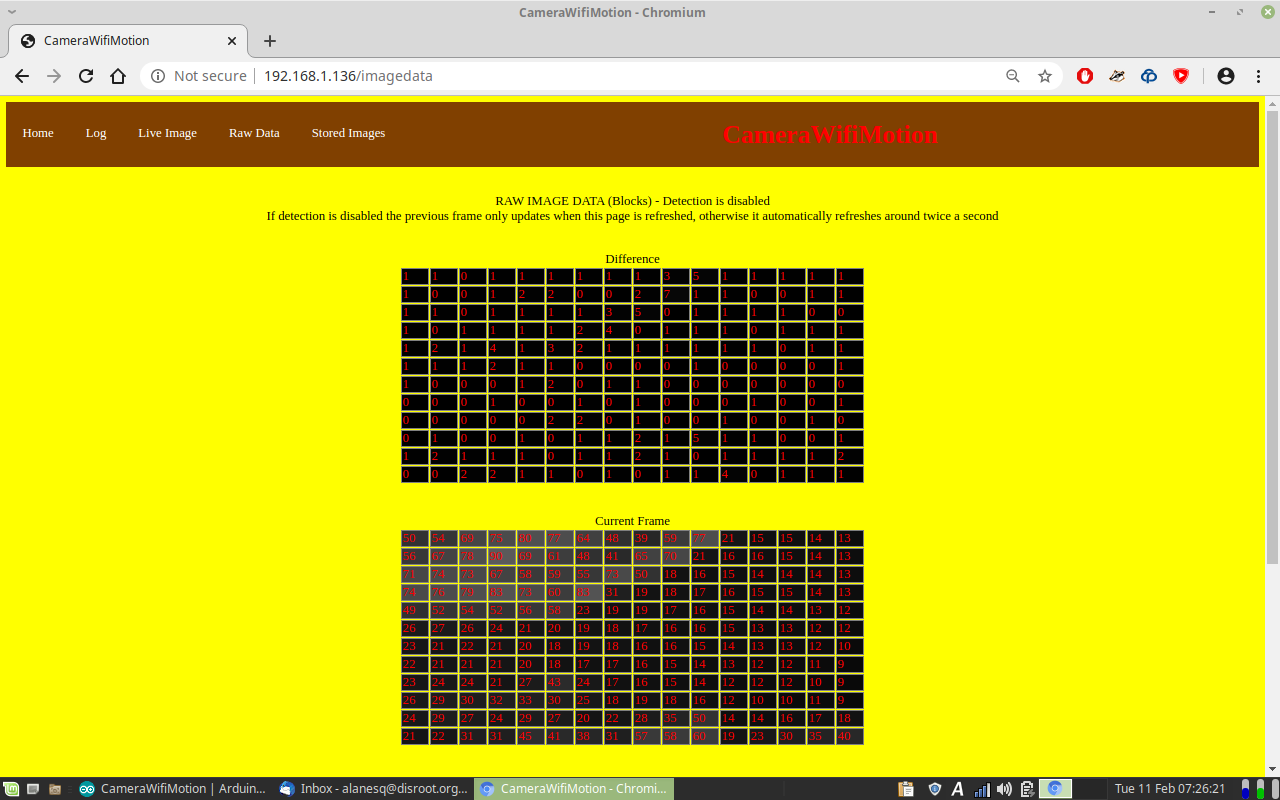 CameraWifiMotion - Chromium
CameraWifiMotion
Not secure 192.168.1.136/imagedata
Home Log Live Image Raw Data Stored Images CameraWifiMotion
RAW IMAGE DATA (Blocks) - Detection is disabled
If detection is disabled the previous frame only updates when this page is refreshed, otherwise it automatically refreshes around twice a second
Difference
1 1 0 1 1 1 1 1 1 3 5 1 1 1 1 1
1 0 0 1 2 2 0 0 2 7 1 1 0 0 1 1
1 1 0 1 1 1 1 3 5 0 1 1 1 1 0 0
1 0 1 1 1 1 2 4 0 1 1 1 0 1 1 1
1 2 1 4 1 3 2 1 1 1 1 1 1 0 1 1
1 1 1 2 1 1 0 0 0 0 1 0 0 0 0 1
1 0 0 0 1 2 0 1 1 0 0 0 0 0 0 0
0 0 0 1 0 0 1 0 1 0 0 0 1 0 0 1
0 0 0 0 0 2 2 0 1 0 0 1 0 0 1 0
0 1 0 0 1 0 1 1 2 1 5 1 1 0 0 1
1 2 1 1 1 0 1 1 2 1 0 1 1 1 1 2
0 0 2 2 1 1 0 1 0 1 1 4 0 1 1 1
Current Frame
50 54 69 75 80 77 64 48 39 59 77 21 15 15 14 13
56 67 78 90 69 61 48 41 65 70 21 16 16 15 14 13
71 74 73 67 58 59 55 73 50 18 16 15 14 14 14 13
74 76 79 83 73 60 83 31 19 18 17 16 15 15 14 13
49 52 54 52 56 58 23 19 19 17 16 15 14 14 13 12
26 27 26 24 21 20 19 18 17 16 16 15 13 13 12 12
23 21 22 21 20 18 19 18 16 16 15 14 13 13 12 10
22 21 21 21 20 18 17 17 16 15 14 13 12 12 11 9
23 24 24 21 27 43 24 17 16 15 14 12 12 12 10 9
26 29 30 32 33 30 25 18 19 18 16 12 10 10 11 9
24 29 27 24 29 27 20 22 28 35 50 14 14 16 17 18
21 22 31 31 45 41 38 31 57 58 60 19 23 30 35 40
CameraWifiMotion | Arduin... Inbox - alanesq@disroot.org... CameraWifiMotion - Chromi... Tue 11 Feb 07:26:21